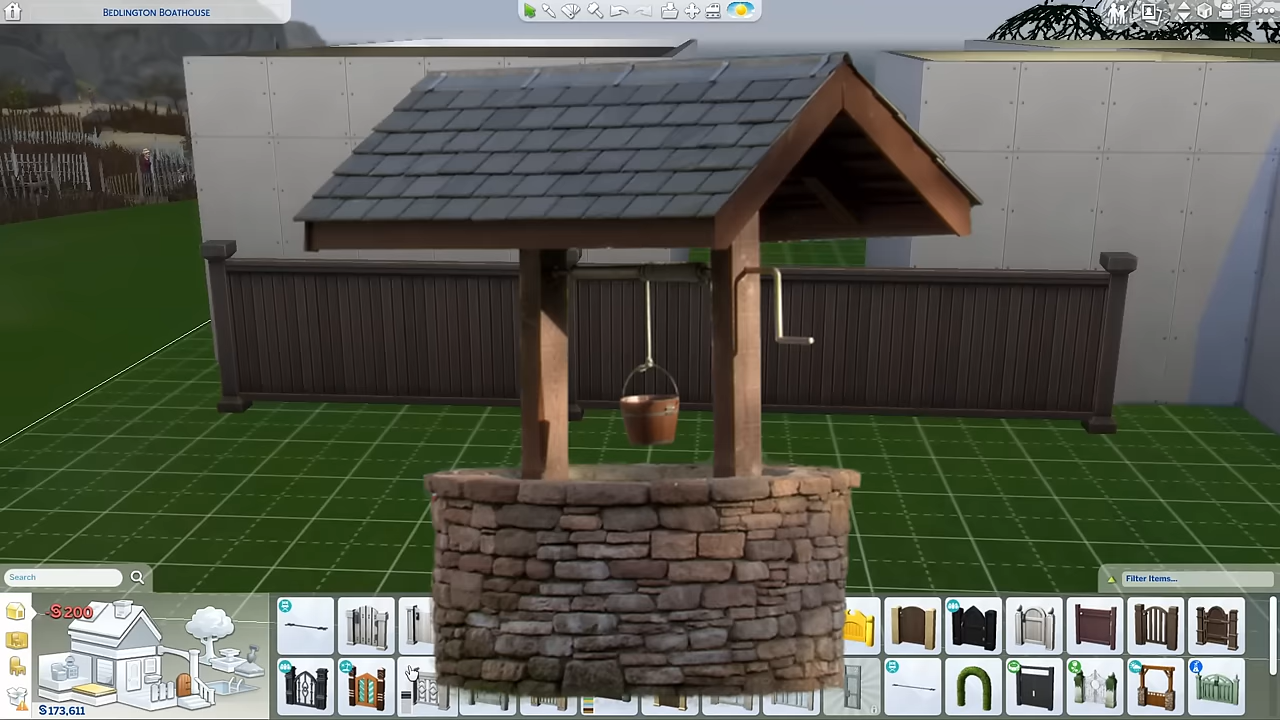 BEDLINGTON BOATHOUSE
Search
Filter Items...
-§200
§173,611